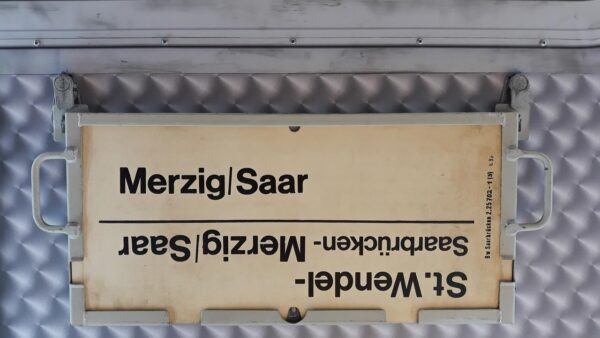 Merzig/Saar
St. Wendel-
Saarbrücken - Merzig/Saar